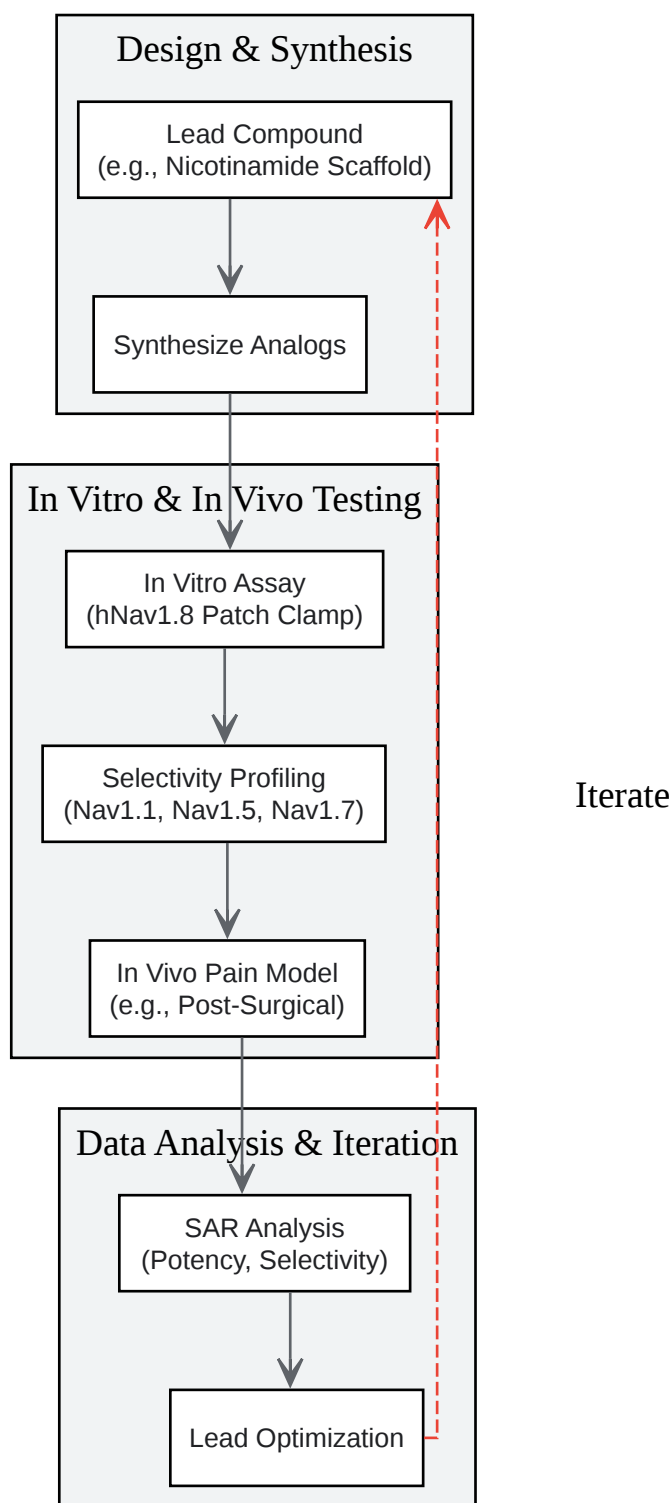 Design & Synthesis
Lead Compound
(e.g., Nicotinamide Scaffold)
Synthesize Analogs
In Vitro & In Vivo Testing
In Vitro Assay
(hNav1.8 Patch Clamp)
Selectivity Profiling
(Nav1.1, Nav1.5, Nav1.7)
Iterate
In Vivo Pain Model
(e.g., Post-Surgical)
Data Analysis & Iteration
SAR Analysis
(Potency, Selectivity)
Lead Optimization